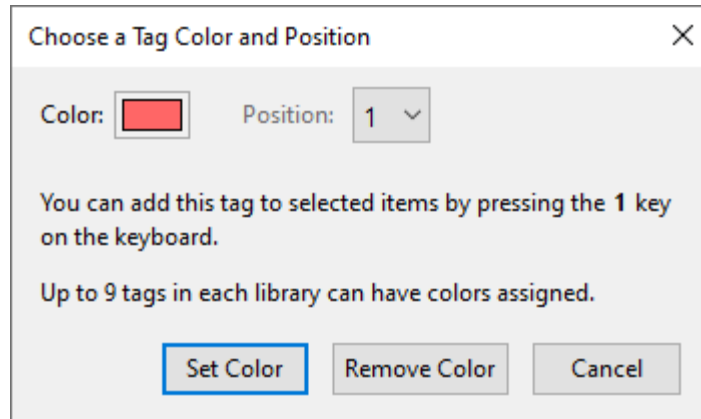 Choose a Tag Color and Position
Color: Position: 1
You can add this tag to selected items by pressing the 1 key
on the keyboard.
Up to 9 tags in each library can have colors assigned.
Set Color Remove Color Cancel